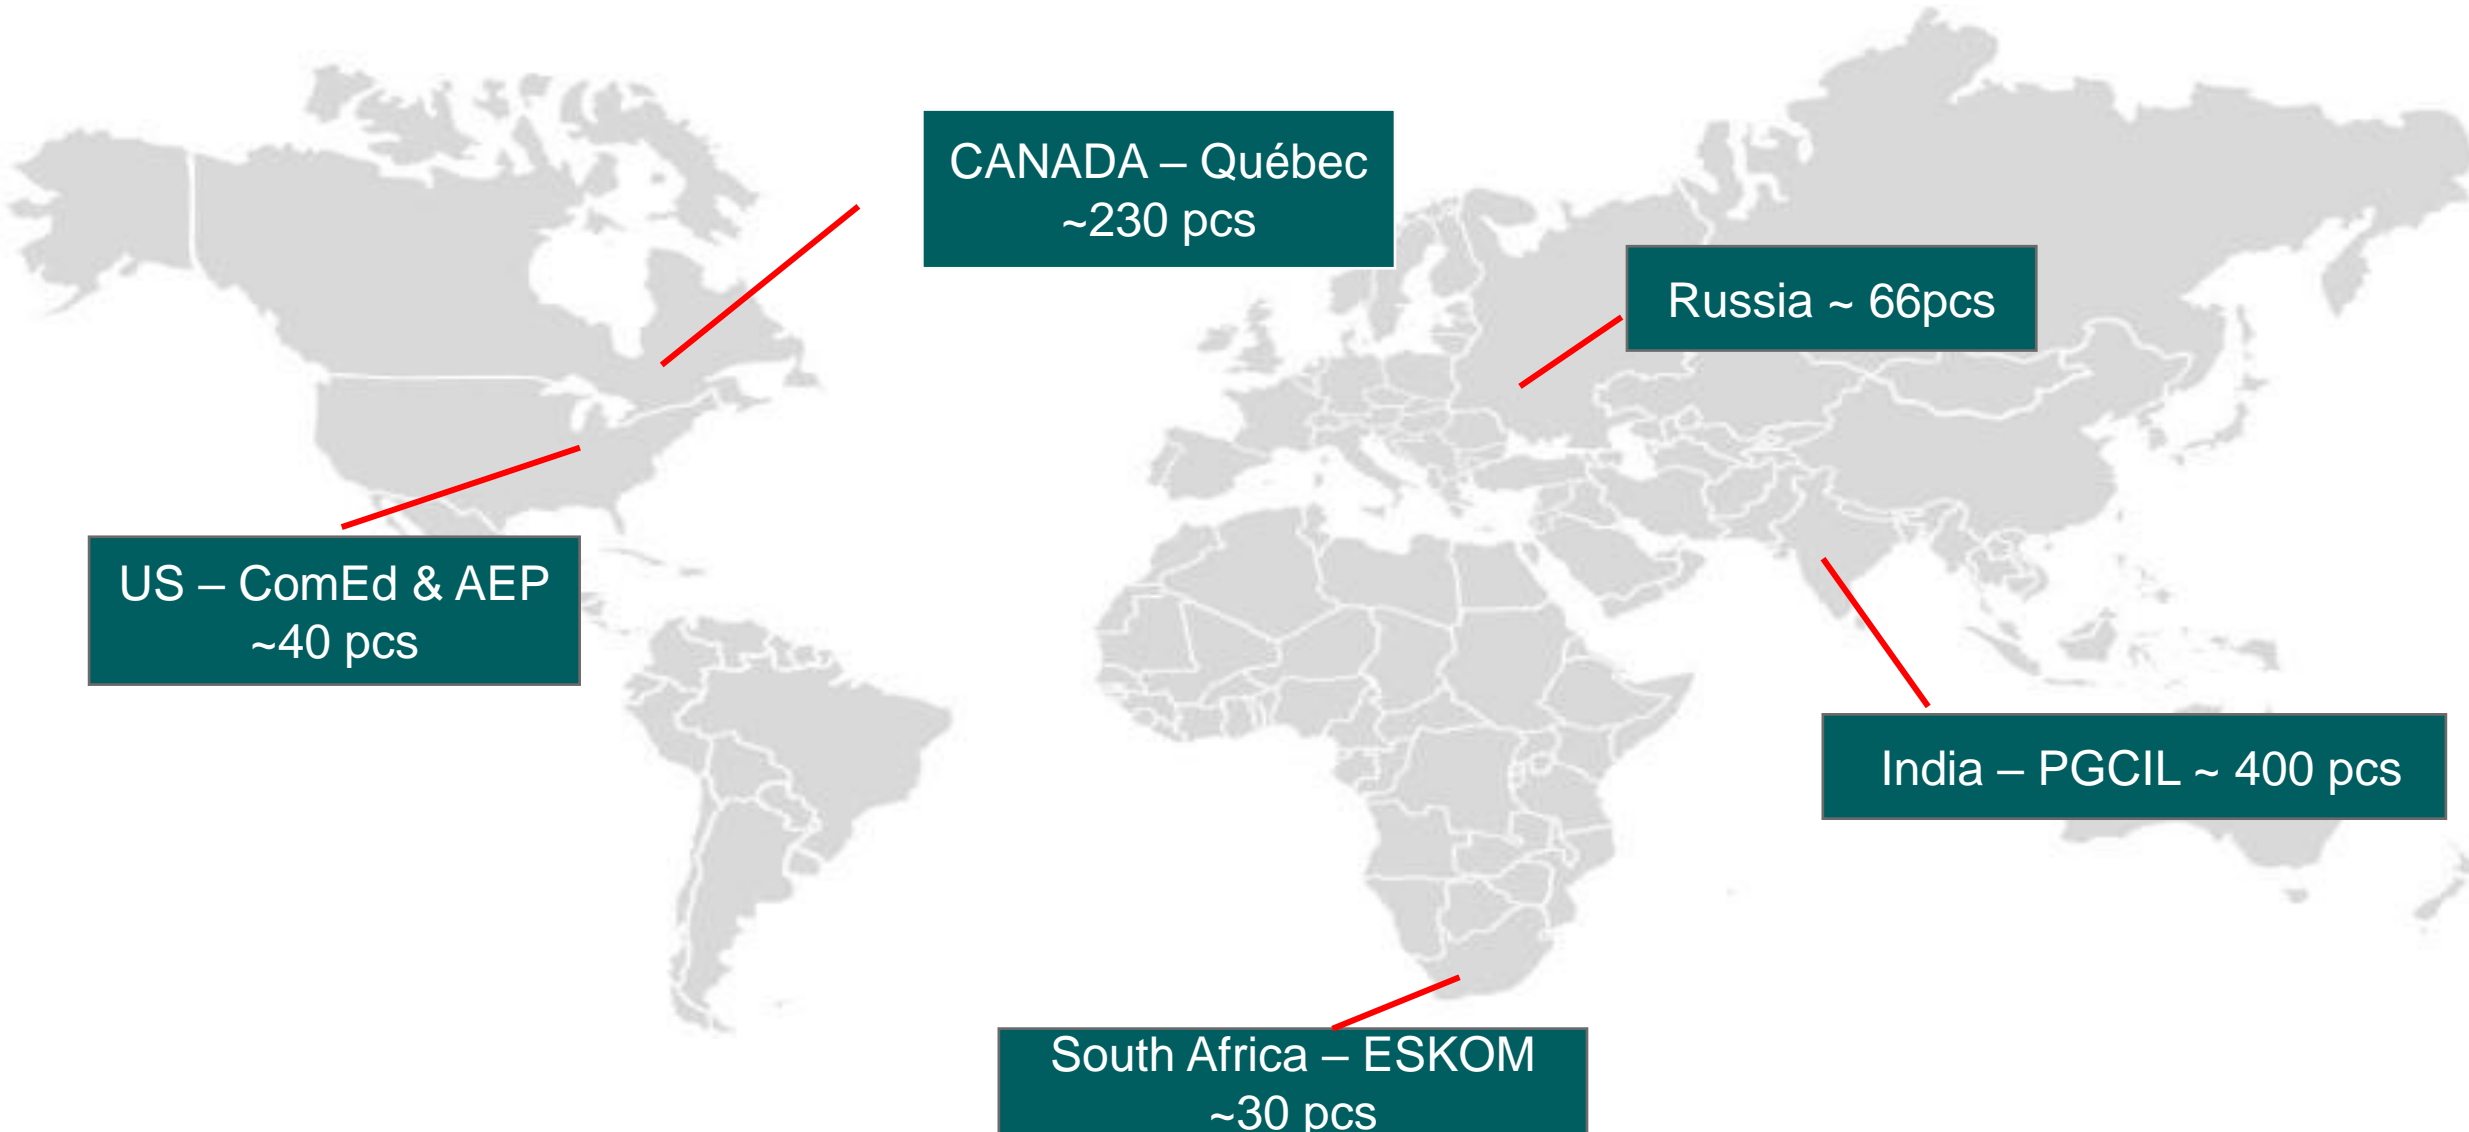 CANADA – Québec
~230 pcs
Russia ~ 66pcs
US – ComEd & AEP
~40 pcs
India – PGCIL ~ 400 pcs
South Africa – ESKOM
~30 pcs